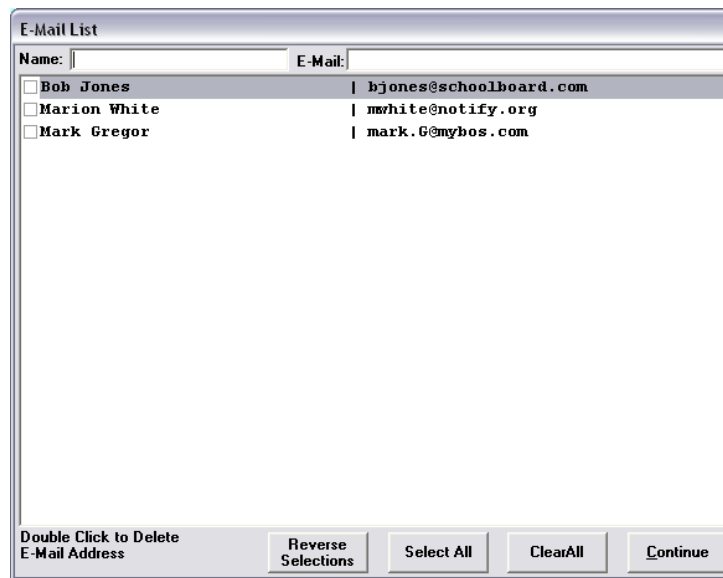 E-Mail List
Name: E-Mail:
Bob Jones | bjones@schoolboard.com
Marion White | mwhite@notify.org
Mark Gregor | mark.G@mybos.com
Double Click to Delete
E-Mail Address
Reverse
Selections
Select All
ClearAll
Continue